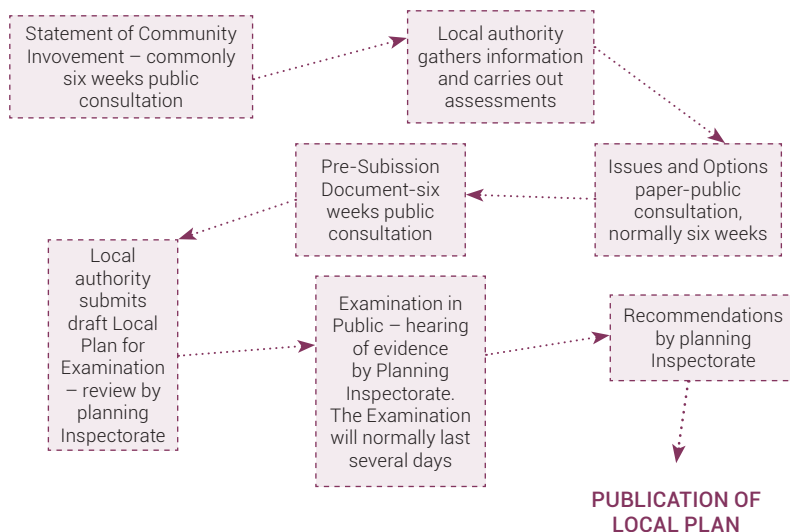 Statement of Community
Invovement – commonly
six weeks public
consultation
Local authority
gathers information
and carries out
assessments
Issues and Options
paper-public
consultation,
normally six weeks
Pre-Subission
Document-six
weeks public
consultation
Local
authority
submits
draft Local
Plan for
Examination
– review by
planning
Inspectorate
Examination in
Public – hearing
of evidence
by Planning
Inspectorate.
The Examination
will normally last
several days
Recommendations
by planning
Inspectorate
PUBLICATION OF
LOCAL PLAN